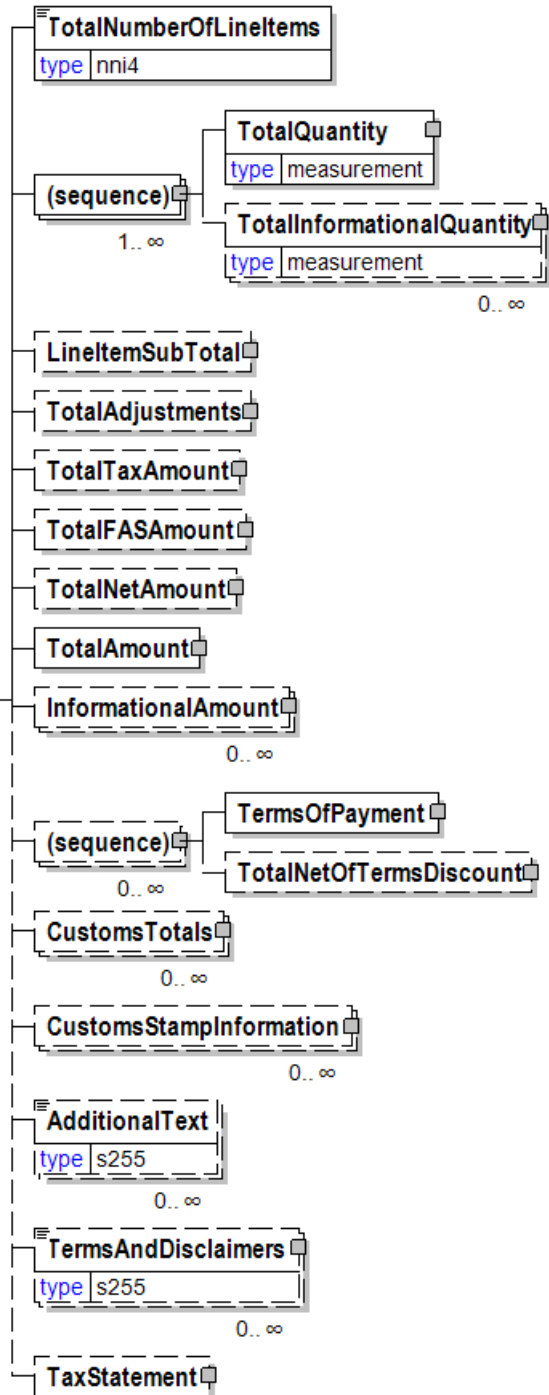 TotalNumberOfLineItems
type nni4
TotalQuantity
type measurement
(sequence)
1.. ∞
TotalInformationalQuantity
type measurement
0.. ∞
LineItemSubTotal
TotalAdjustments
TotalTaxAmount
TotalFASAmount
TotalNetAmount
TotalAmount
InformationalAmount
0.. ∞
TermsOfPayment
(sequence)
0.. ∞
TotalNetOfTermsDiscount
CustomsTotals
0.. ∞
CustomsStampInformation
0.. ∞
AdditionalText
type s255
0.. ∞
TermsAndDisclaimers
type s255
0.. ∞
TaxStatement